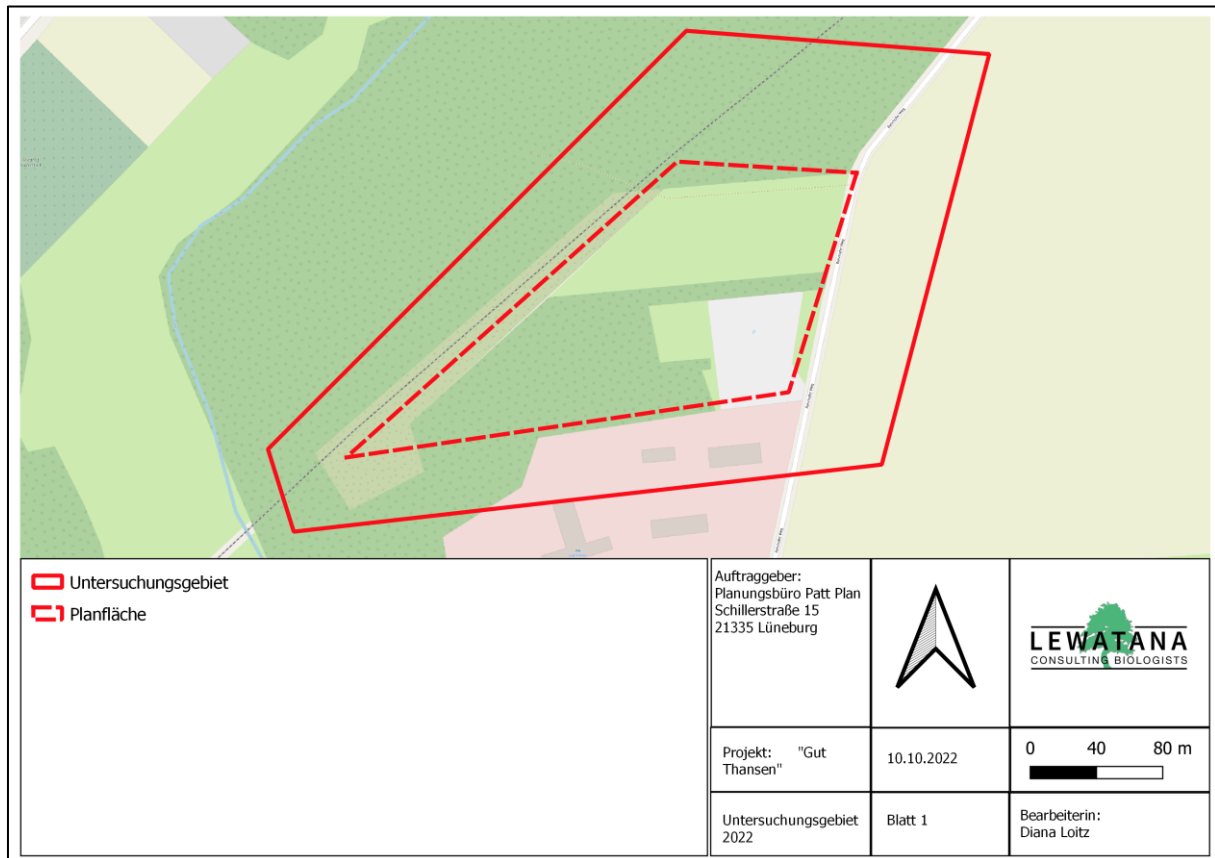 Untersuchungsgebiet
Planfläche
Auftraggeber:
Planungsbüro Patt Plan
Schillerstraße 15
21335 Lüneburg
LEWATANA
CONSULTING BIOLOGISTS
Projekt: "Gut
Thansen"
10.10.2022
0 40 80 m
Untersuchungsgebiet
2022
Blatt 1
Bearbeiterin:
Diana Loitz